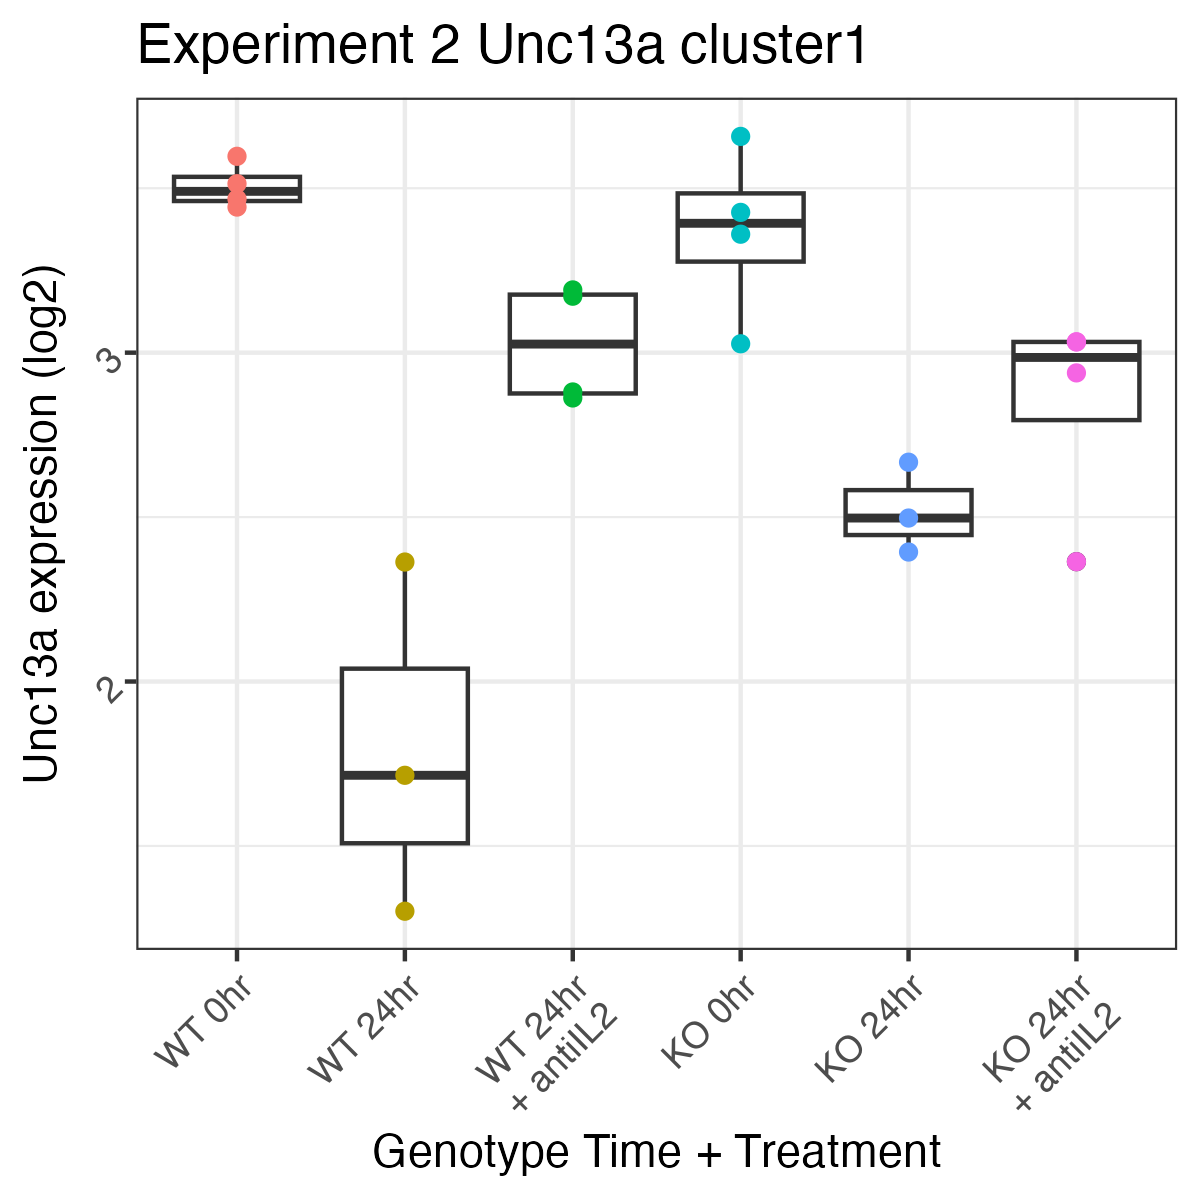 Experiment 2 Unc13a cluster1
Unc13a expression (log2)
3
2
WT 0hr
WT 24hr
WT 24hr
+ antiIL2
KO 0hr
KO 24hr
KO 24hr
+ antiIL2
Genotype Time + Treatment